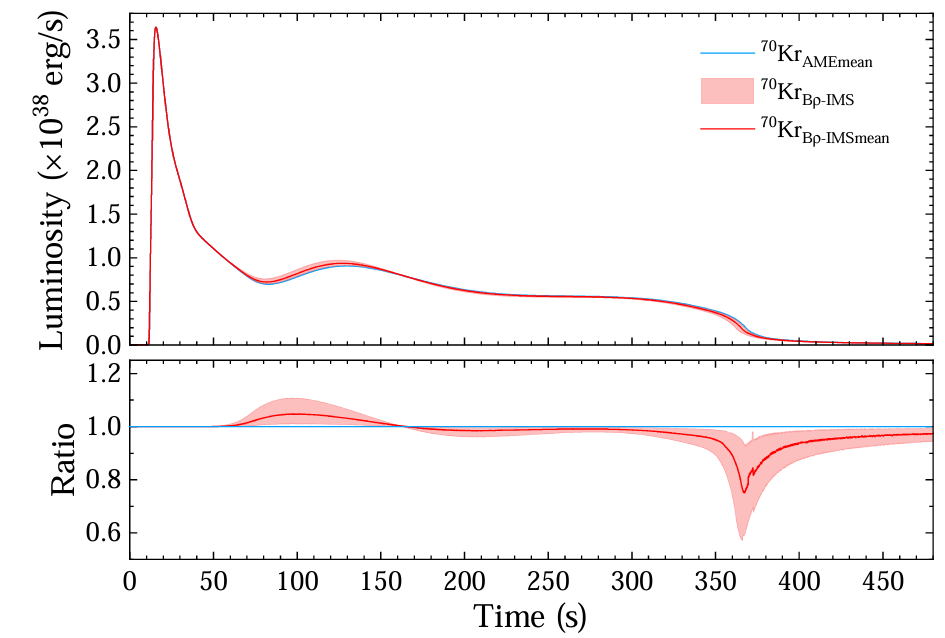 Luminosity (×10³⁸ erg/s)
3.5
3.0
2.5
2.0
1.5
1.0
0.5
0.0
⁷⁰Kr_AMEmean
⁷⁰Kr_Bρ-IMS
⁷⁰Kr_Bρ-IMSmean
Ratio
1.2
1.0
0.8
0.6
0 50 100 150 200 250 300 350 400 450
Time (s)